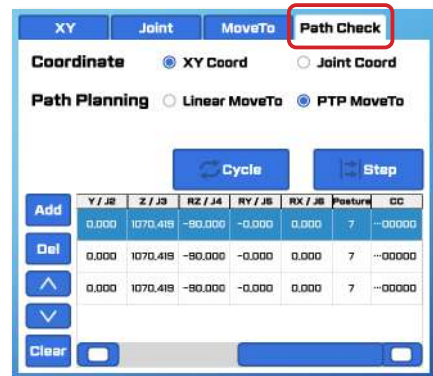 XY Joint MoveTo Path Check
Coordinate XY Coord Joint Coord
Path Planning Linear MoveTo PTP MoveTo
Cycle Step
Add Y / J2 Z / J3 RZ / J4 RY / J5 RX / J6 Posture CC
0.000 1070.419 -90.000 -0.000 0.000 7 ···00000
Del 0.000 1070.419 -90.000 -0.000 0.000 7 ···00000
0.000 1070.419 -90.000 -0.000 0.000 7 ···00000
Clear